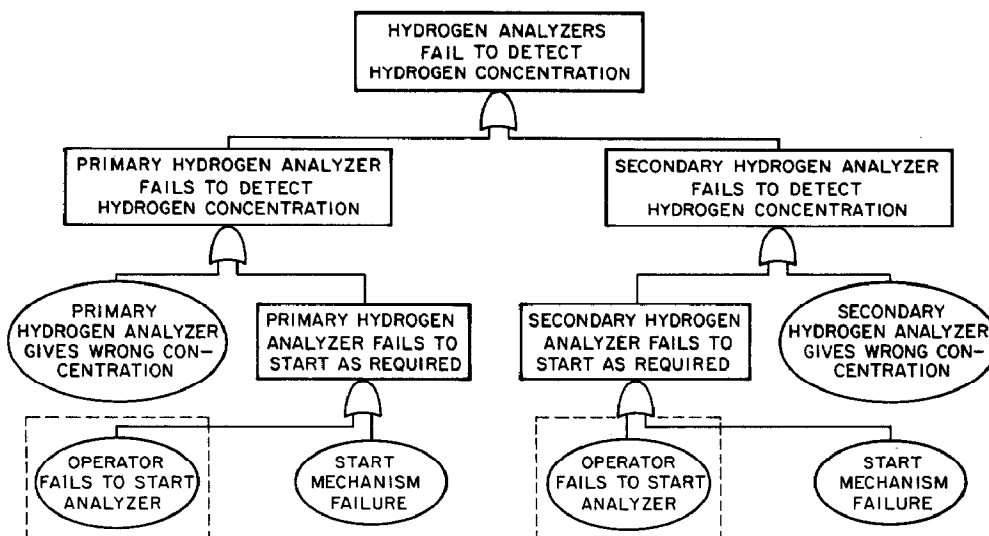 HYDROGEN ANALYZERS
FAIL TO DETECT
HYDROGEN CONCENTRATION
PRIMARY HYDROGEN ANALYZER
FAILS TO DETECT
HYDROGEN CONCENTRATION
SECONDARY HYDROGEN ANALYZER
FAILS TO DETECT
HYDROGEN CONCENTRATION
PRIMARY
HYDROGEN ANALYZER
GIVES WRONG CON-
CENTRATION
PRIMARY HYDROGEN
ANALYZER FAILS TO
START AS REQUIRED
SECONDARY HYDROGEN
ANALYZER FAILS TO
START AS REQUIRED
SECONDARY
HYDROGEN ANALYZER
GIVES WRONG CON-
CENTRATION
OPERATOR
FAILS TO START
ANALYZER
START
MECHANISM
FAILURE
OPERATOR
FAILS TO START
ANALYZER
START
MECHANISM
FAILURE